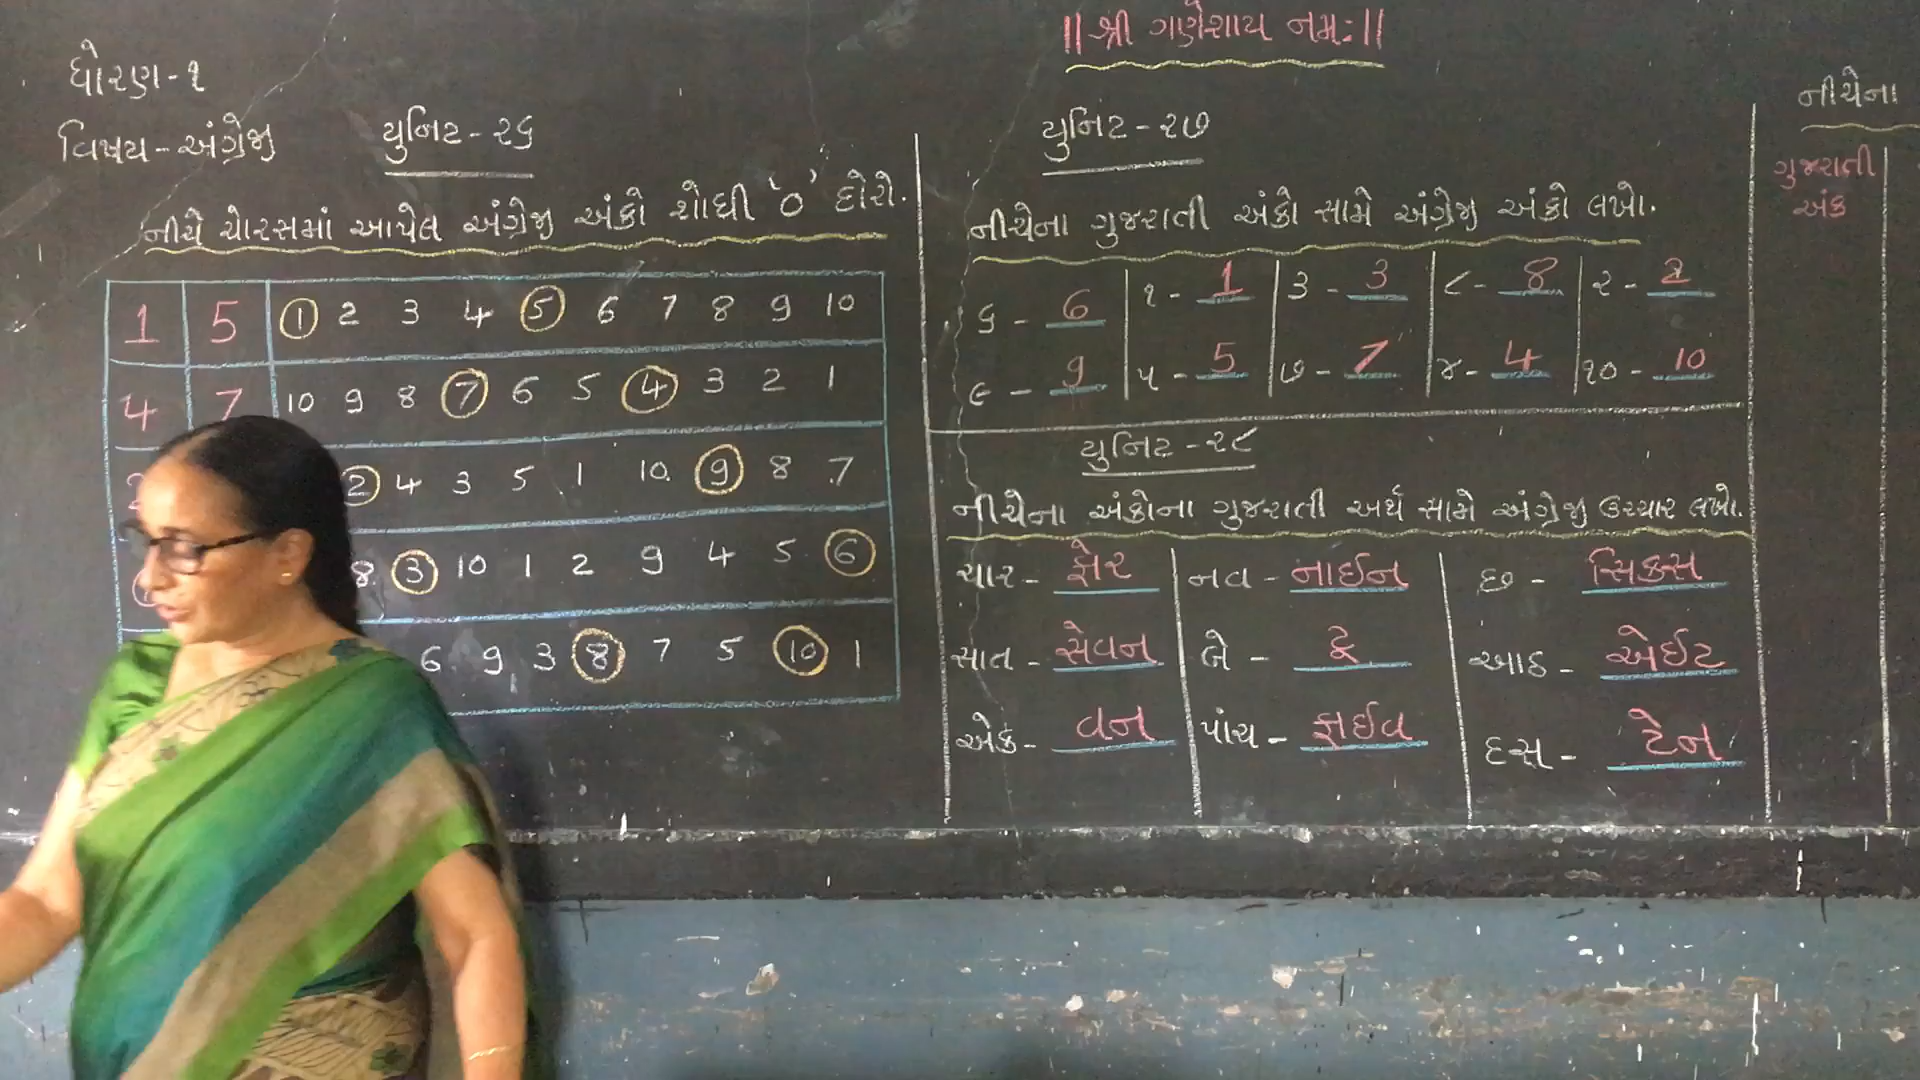 || શ્રી ગણેશાય નમઃ ||
ધોરણ-૧
વિષય-અંગ્રેજી
યુનિટ-૨૬
નીચે ચોરસમાં આપેલ અંગ્રેજી અંકો શોધી 'O' દોરો.
1 5 1 2 3 4 5 6 7 8 9 10
4 7 10 9 8 7 6 5 4 3 2 1
2 4 3 5 1 10 9 8 7
8 3 10 1 2 9 4 5 6
6 9 3 8 7 5 10 1
યુનિટ-૨૭
નીચેના ગુજરાતી અંકો સામે અંગ્રેજી અંકો લખો.
૬ - 6 ૧ - 1 ૩ - 3 ૮ - 8 ૨ - 2
૯ - 9 ૫ - 5 ૭ - 7 ૪ - 4 ૧૦ - 10
યુનિટ-૨૮
નીચેના અંકોના ગુજરાતી અર્થ સામે અંગ્રેજી ઉચ્ચાર લખો.
ચાર - ફોર નવ - નાઈન છ - સિક્સ
સાત - સેવન બે - ટુ આઠ - એઈટ
એક - વન પાંચ - ફાઈવ દસ - ટેન
નીચેના
ગુજરાતી
અંક